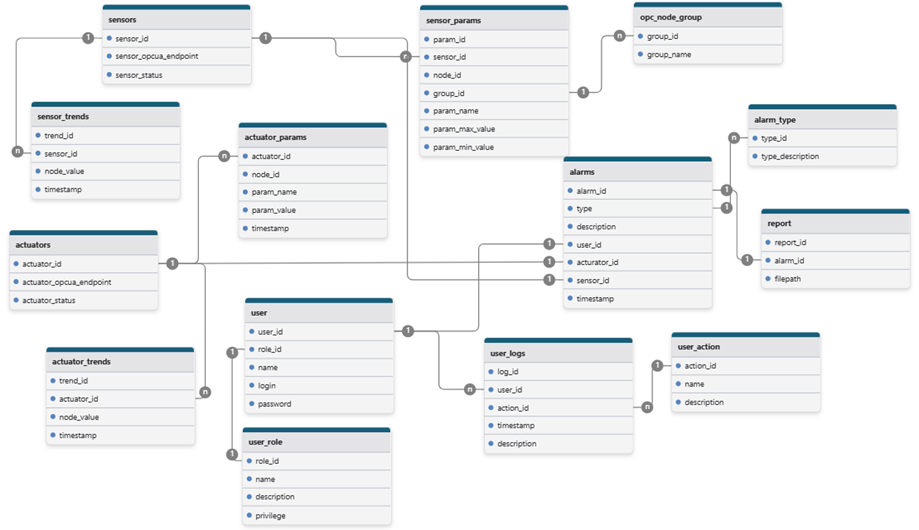 sensors
sensor_id
sensor_opcua_endpoint
sensor_status
sensor_params
param_id
sensor_id
node_id
group_id
param_name
param_max_value
param_min_value
opc_node_group
group_id
group_name
sensor_trends
trend_id
sensor_id
node_value
timestamp
actuator_params
actuator_id
node_id
param_name
param_value
timestamp
alarm_type
type_id
type_description
alarms
alarm_id
type
description
user_id
acturator_id
sensor_id
timestamp
report
report_id
alarm_id
filepath
actuators
actuator_id
actuator_opcua_endpoint
actuator_status
user
user_id
role_id
name
login
password
actuator_trends
trend_id
actuator_id
node_value
timestamp
user_logs
log_id
user_id
action_id
timestamp
description
user_action
action_id
name
description
user_role
role_id
name
description
privilege
1
1
n
n
1
n
n
1
n
1
1
1
1
1
1
n
1
1
1
n
n
1